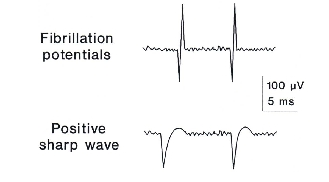 Fibrillation
potentials
100 μV
5 ms
Positive
sharp wave